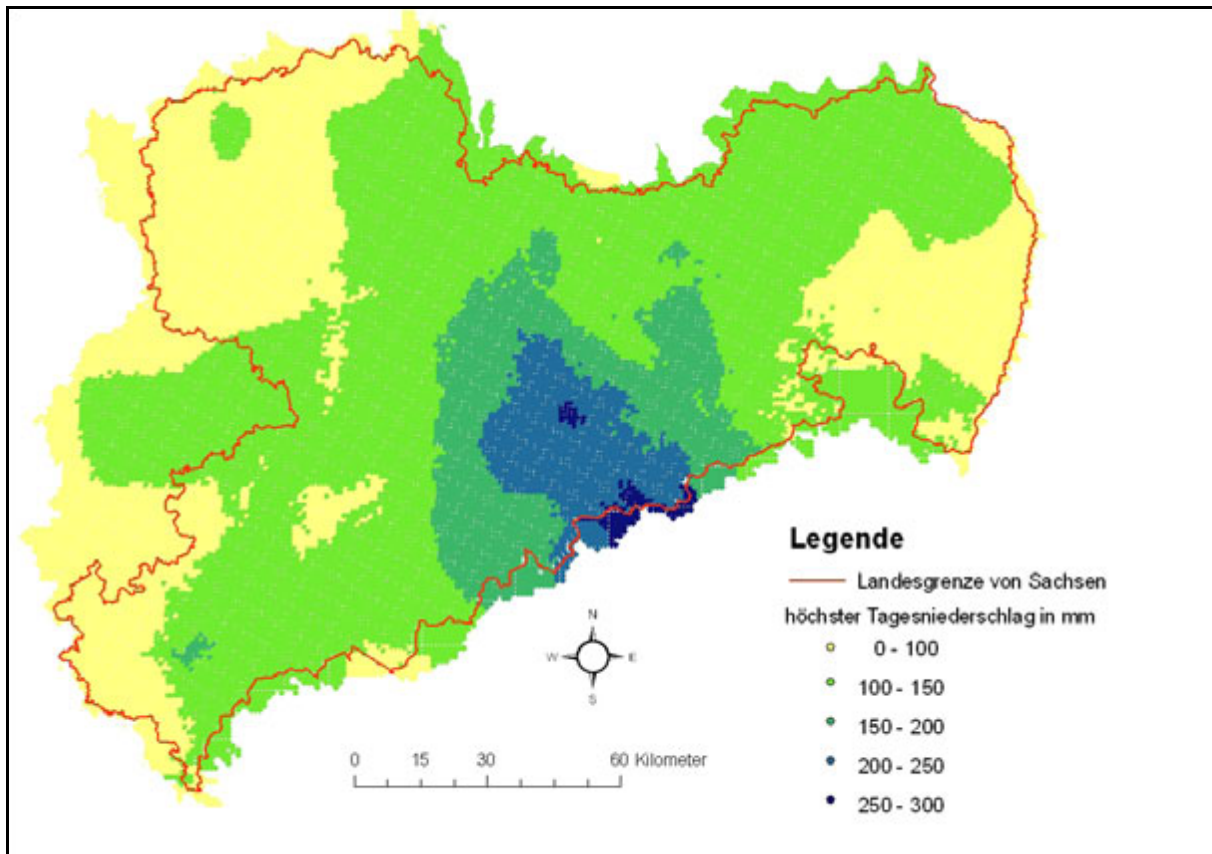 Legende
Landesgrenze von Sachsen
höchster Tagesniederschlag in mm
0 - 100
100 - 150
150 - 200
200 - 250
250 - 300
N
W E
S
0 15 30 60 Kilometer